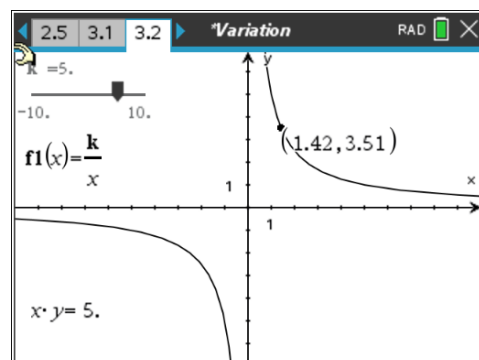 2.5 3.1 3.2 *Variation RAD
k =5.
-10. 10.
y
f1(x)=k/x
(1.42,3.51)
1
x
1
x·y= 5.